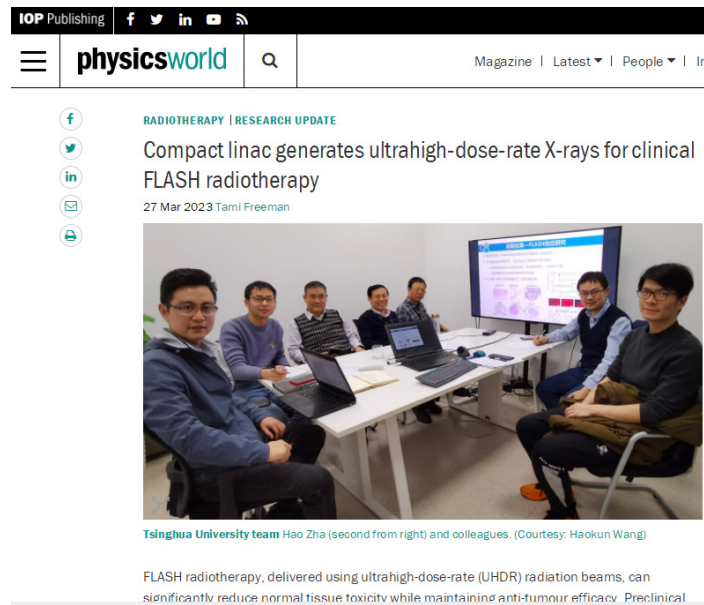 IOP Publishing
physicsworld
Magazine | Latest | People |
RADIOTHERAPY | RESEARCH UPDATE
Compact linac generates ultrahigh-dose-rate X-rays for clinical
FLASH radiotherapy
27 Mar 2023 Tami Freeman
Tsinghua University team Hao Zha (second from right) and colleagues. (Courtesy: Haokun Wang)
FLASH radiotherapy, delivered using ultrahigh-dose-rate (UHDR) radiation beams, can
significantly reduce normal tissue toxicity while maintaining anti-tumour efficacy. Preclinical